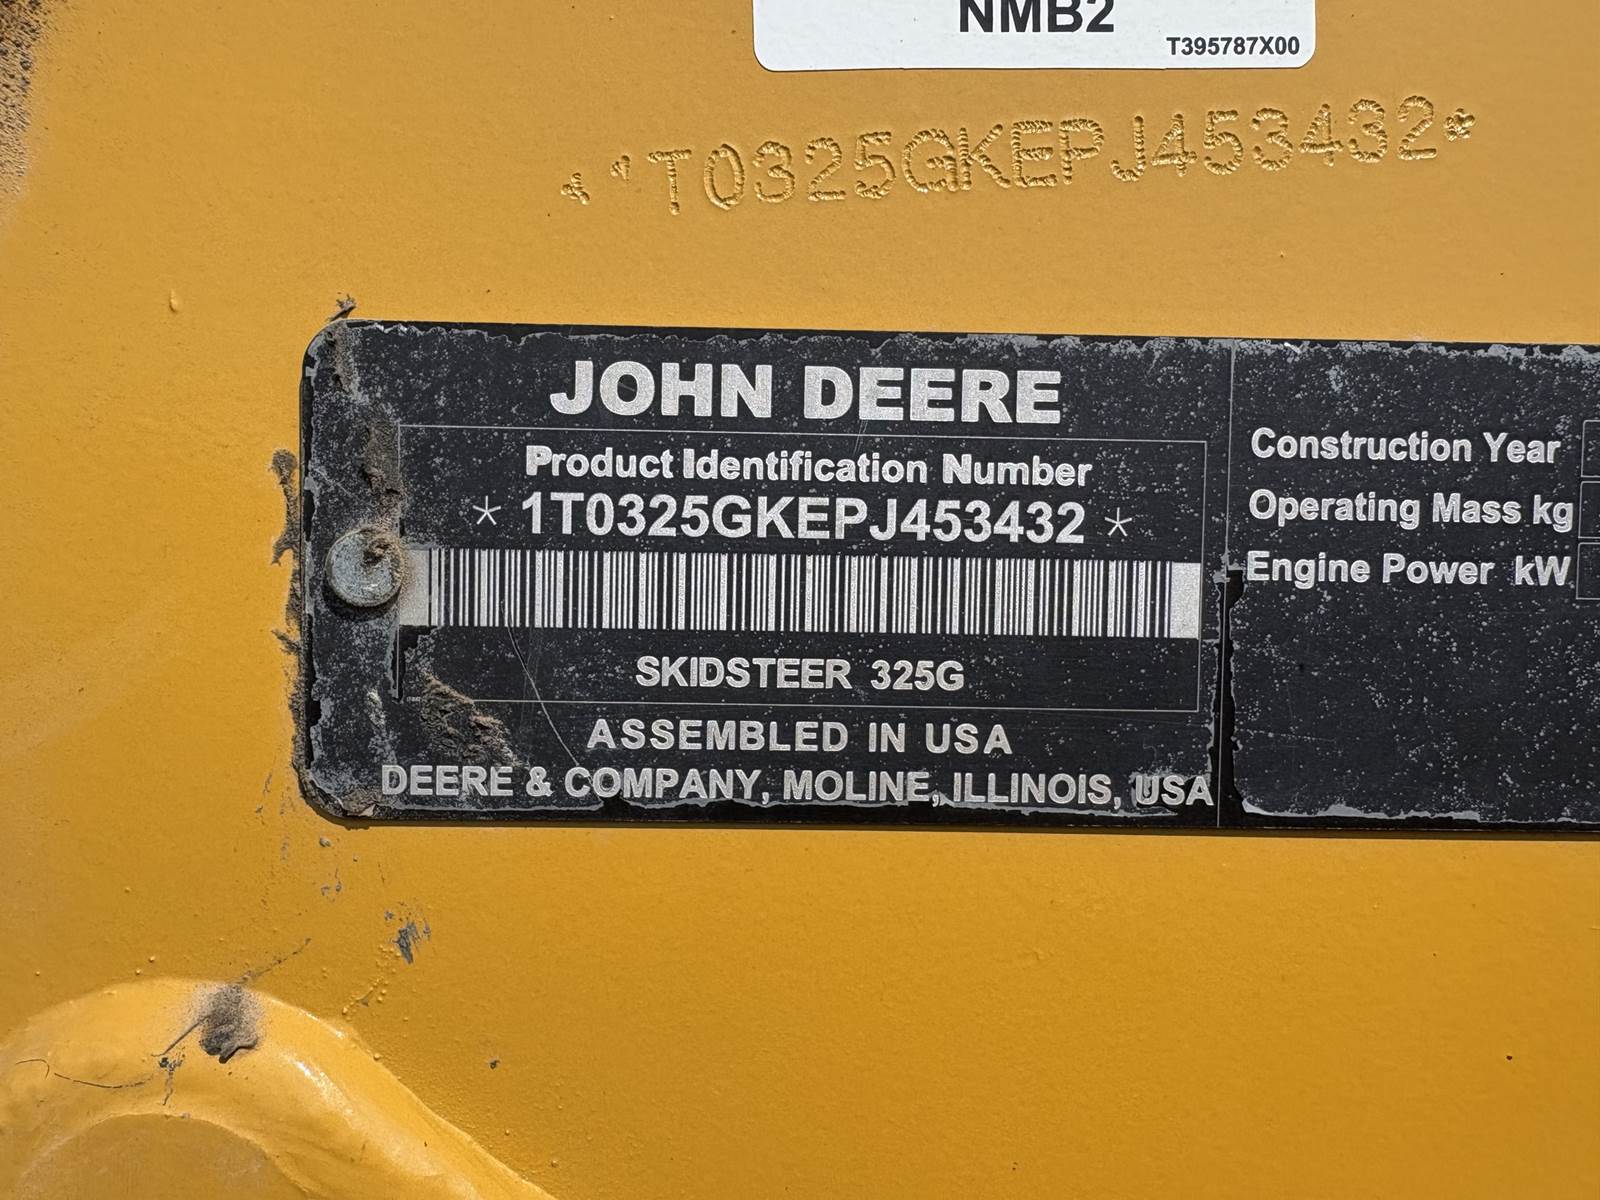 NMB2
T395787X00
*1T0325GKEPJ453432*
JOHN DEERE
Product Identification Number
* 1T0325GKEPJ453432 *
SKIDSTEER 325G
ASSEMBLED IN USA
DEERE & COMPANY, MOLINE, ILLINOIS, USA
Construction Year
Operating Mass kg
Engine Power kW